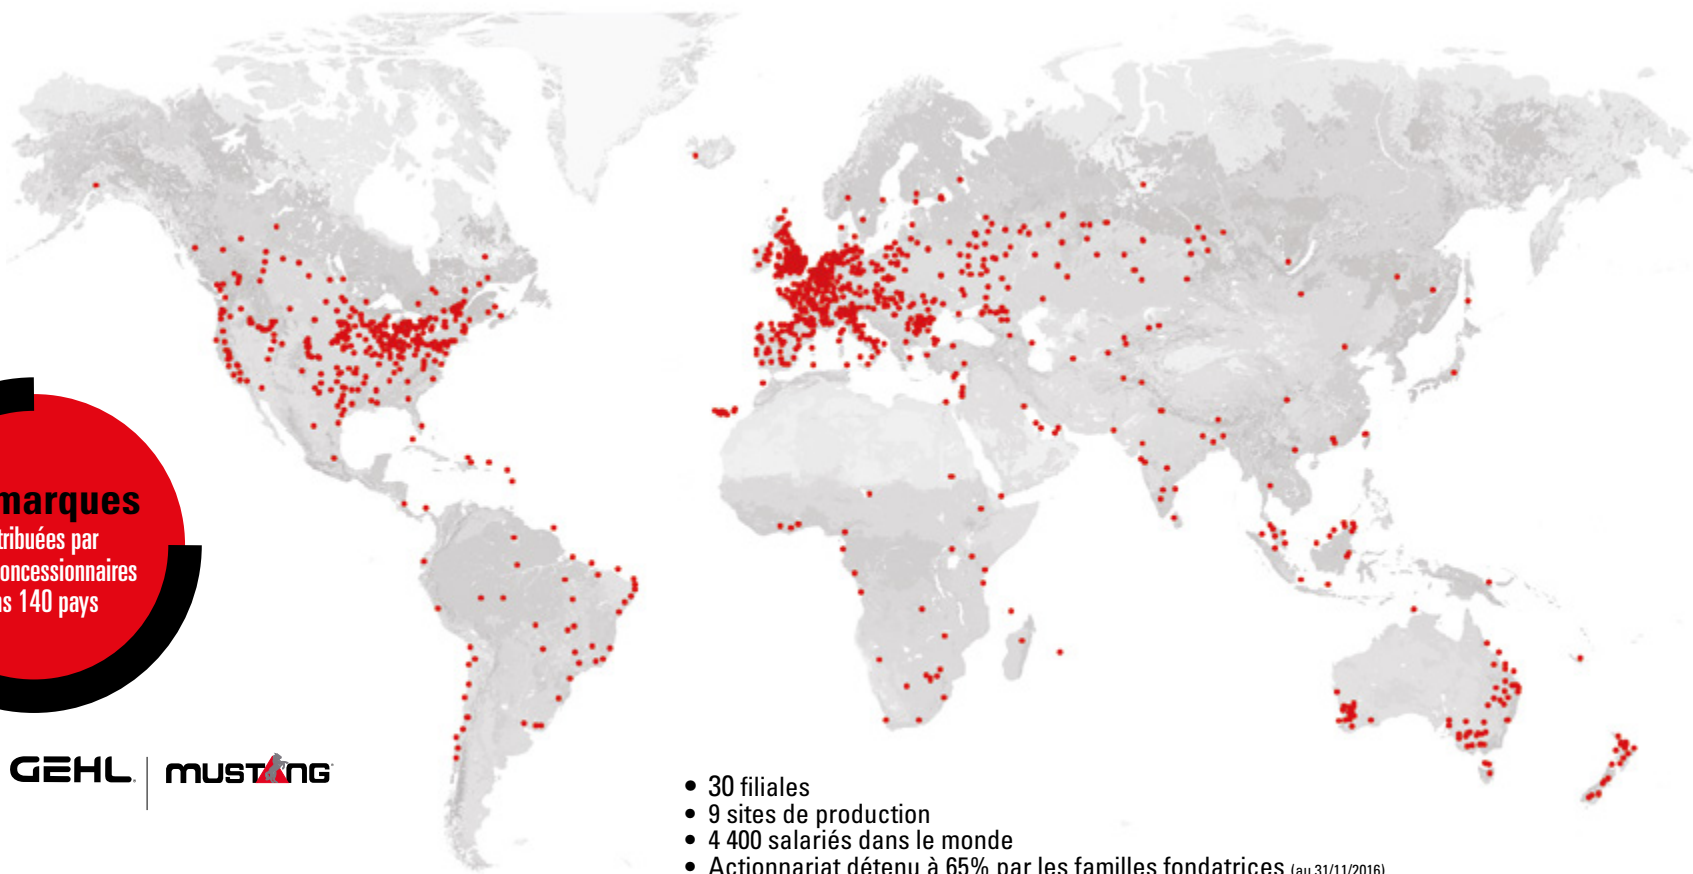 marques
tribuées par
concessionnaires
s 140 pays
GEHL
MUSTANG
• 30 filiales
• 9 sites de production
• 4 400 salariés dans le monde
• Actionnariat détenu à 65% par les familles fondatrices (au 31/11/2016)